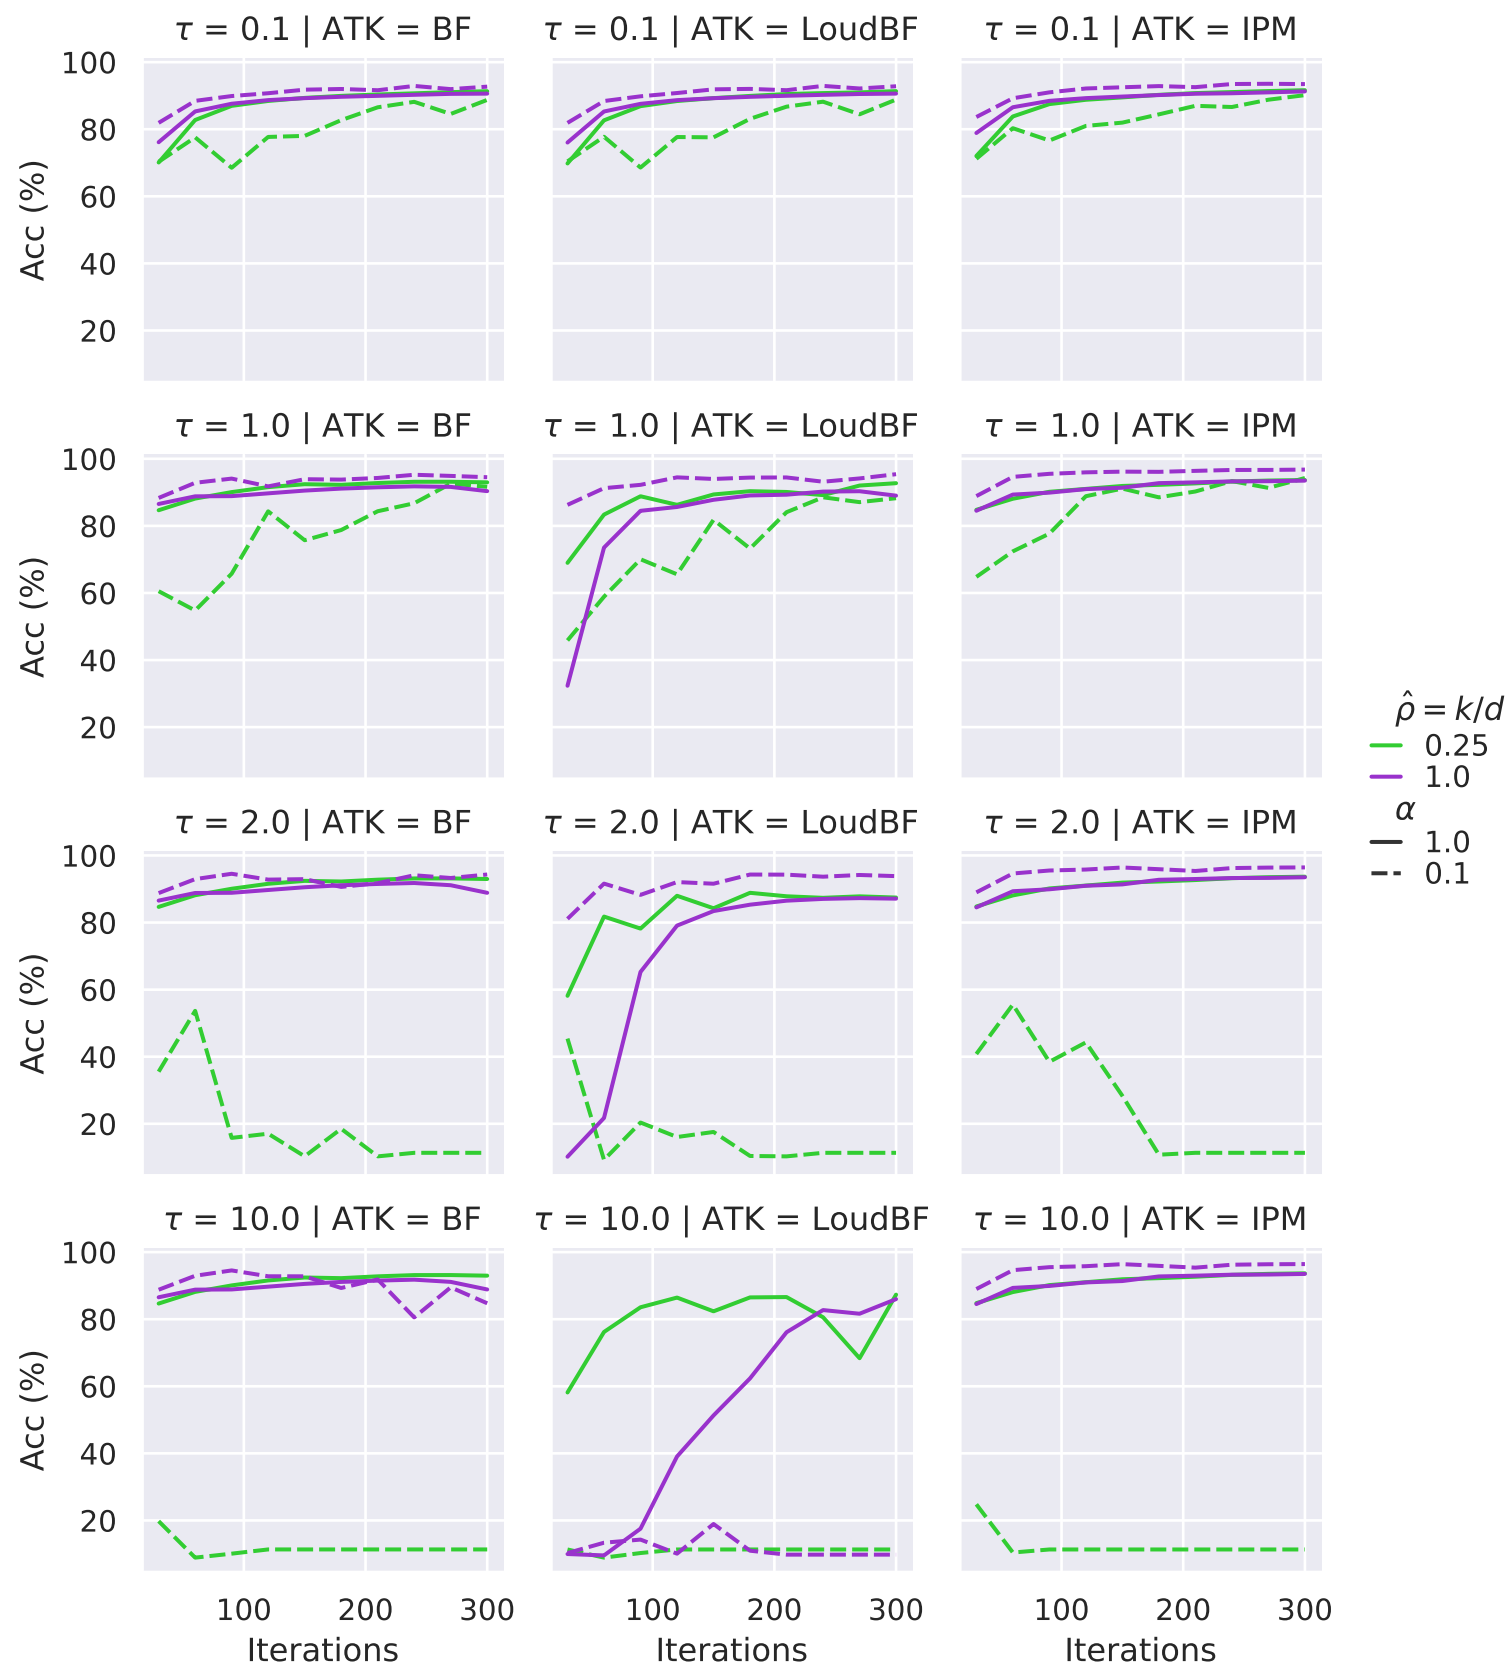 τ = 0.1 | ATK = BF
τ = 0.1 | ATK = LoudBF
τ = 0.1 | ATK = IPM
100
80
60
40
20
Acc (%)
τ = 1.0 | ATK = BF
τ = 1.0 | ATK = LoudBF
τ = 1.0 | ATK = IPM
100
80
60
40
20
Acc (%)
ρ̂ = k/d
0.25
1.0
α
1.0
0.1
τ = 2.0 | ATK = BF
τ = 2.0 | ATK = LoudBF
τ = 2.0 | ATK = IPM
100
80
60
40
20
Acc (%)
τ = 10.0 | ATK = BF
τ = 10.0 | ATK = LoudBF
τ = 10.0 | ATK = IPM
100
80
60
40
20
Acc (%)
100 200 300
100 200 300
100 200 300
Iterations
Iterations
Iterations